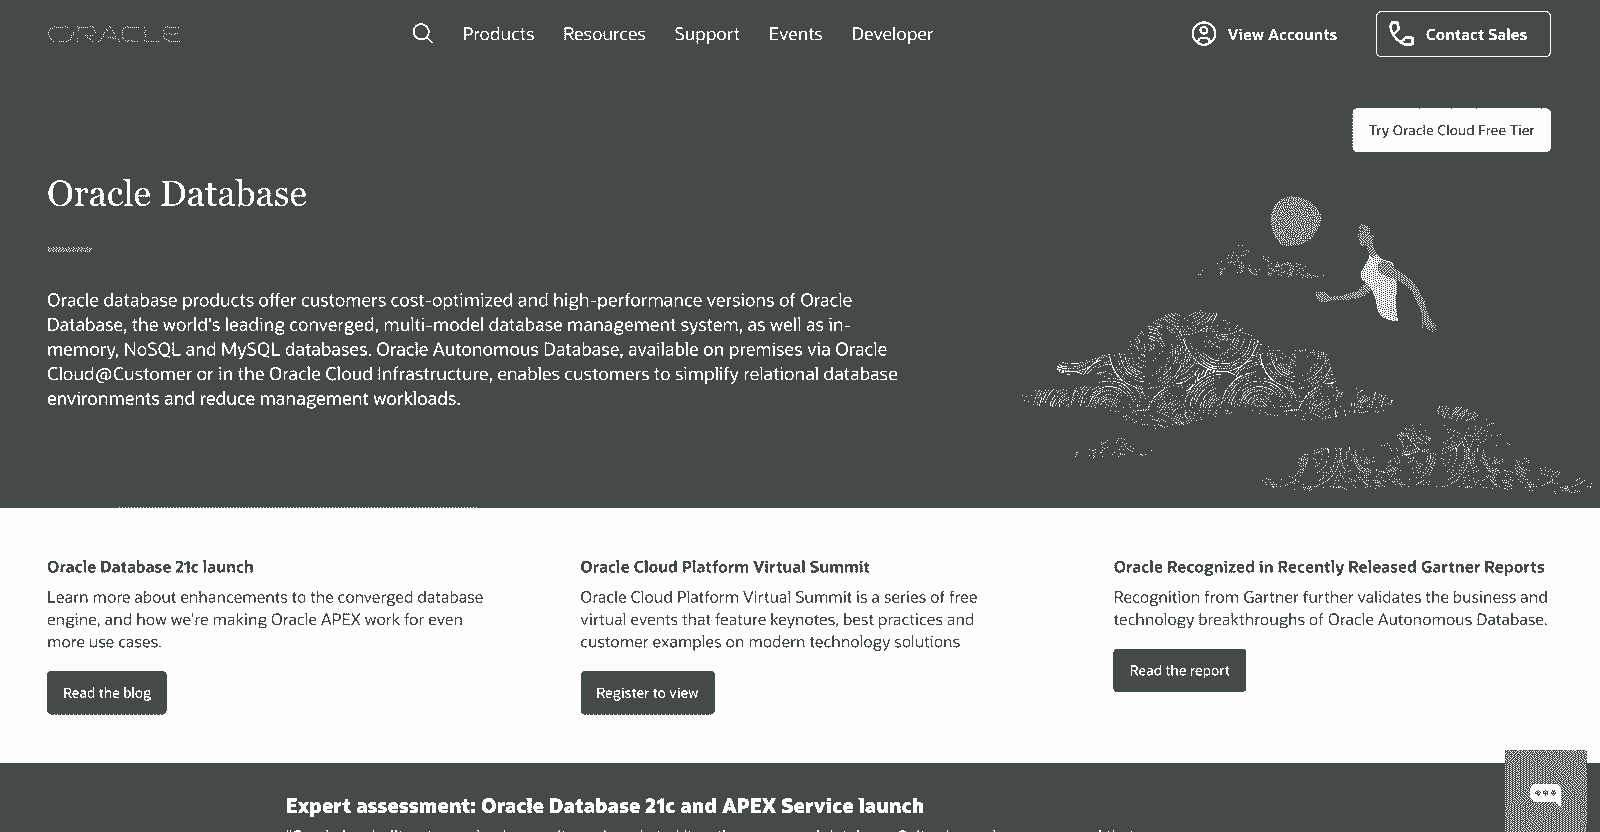 ORACLE
Products Resources Support Events Developer
View Accounts
Contact Sales
Try Oracle Cloud Free Tier
Oracle Database
Oracle database products offer customers cost-optimized and high-performance versions of Oracle
Database, the world's leading converged, multi-model database management system, as well as in-
memory, NoSQL and MySQL databases. Oracle Autonomous Database, available on premises via Oracle
Cloud@Customer or in the Oracle Cloud Infrastructure, enables customers to simplify relational database
environments and reduce management workloads.
Oracle Database 21c launch
Learn more about enhancements to the converged database
engine, and how we're making Oracle APEX work for even
more use cases.
Read the blog
Oracle Cloud Platform Virtual Summit
Oracle Cloud Platform Virtual Summit is a series of free
virtual events that feature keynotes, best practices and
customer examples on modern technology solutions
Register to view
Oracle Recognized in Recently Released Gartner Reports
Recognition from Gartner further validates the business and
technology breakthroughs of Oracle Autonomous Database.
Read the report
Expert assessment: Oracle Database 21c and APEX Service launch